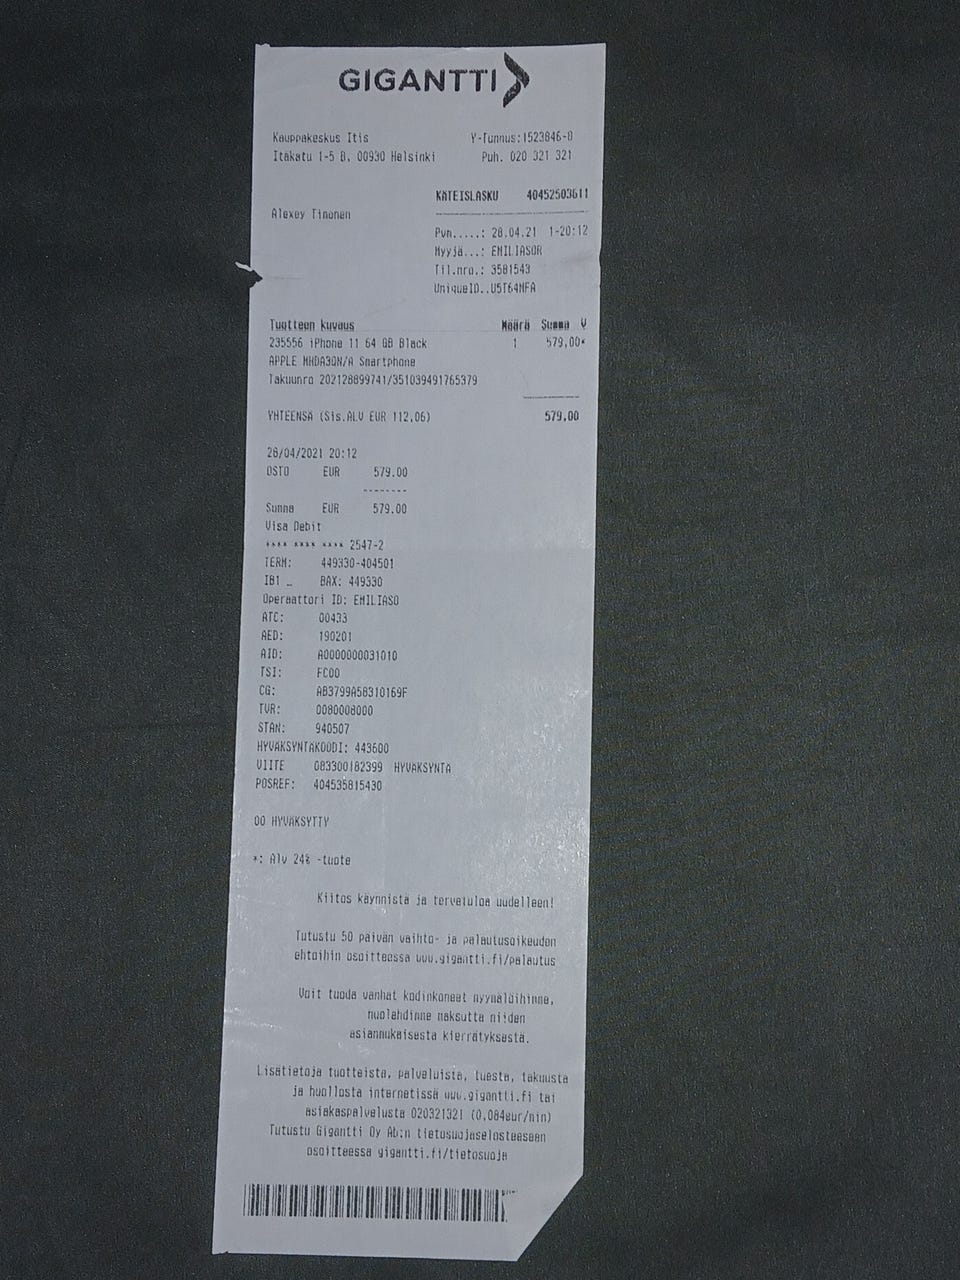 GIGANTTI
Kauppakeskus Itis Y-Tunnus:1523846-8
Itäkatu 1-5 B, 00930 Helsinki Puh. 020 321 321
KÄTEISLASKU 40452503611
Alexey Tinonen
Pvm.....: 28.04.21 1-20:12
Myyjä...: EMILIASOR
Til.nro.: 3581543
UniqueID..U5T64MFA
Tuotteen kuvaus Määrä Summa V
235556 iPhone 11 64 GB Black 1 579,00*
APPLE MHDA3QN/A Smartphone
Takuunro 202128899741/351039491765379
YHTEENSÄ (Sis.ALV EUR 112,06) 579,00
28/04/2021 20:12
OSTO EUR 579.00
--------
Summa EUR 579.00
Visa Debit
**** **** **** 2547-2
TERM: 449330-404501
IB1 _ BAX: 449330
Operaattori ID: EMILIASO
ATC: 00433
AED: 190201
AID: A0000000031010
TSI: FC00
CG: AB3799A58310169F
TVR: 0080008000
STAN: 940507
HYVÄKSYNTÄKOODI: 443600
VIITE 083300182399 HYVÄKSYNTÄ
POSREF: 404535815430
00 HYVÄKSYTTY
*: Alv 24% -tuote
Kiitos käynnistä ja tervetuloa uudelleen!
Tutustu 50 päivän vaihto- ja palautusoikeuden
ehtoihin osoitteessa www.gigantti.fi/palautus
Voit tuoda vanhat kodinkoneet myymälöihimme,
huolehdimme maksutta niiden
asianmukaisesta kierrätyksestä.
Lisätietoja tuotteista, palveluista, tuesta, takuusta
ja huollosta internetissä www.gigantti.fi tai
asiakaspalvelusta 020321321 (0,084eur/min)
Tutustu Gigantti Oy Ab:n tietosuojaselosteeseen
osoitteessa gigantti.fi/tietosuoja